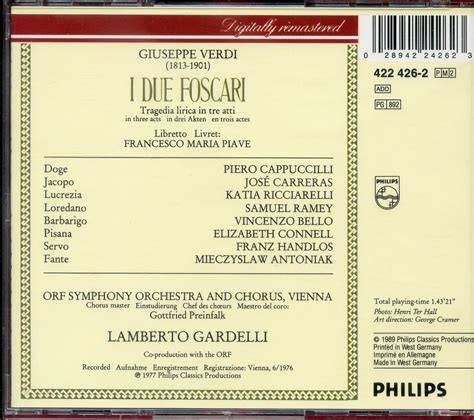 Digitally remastered
GIUSEPPE VERDI
(1813-1901)
I DUE FOSCARI
Tragedia lirica in tre atti
in three acts in drei Akten en trois actes
Libretto Livret:
FRANCESCO MARIA PIAVE
Doge PIERO CAPPUCCILLI
Jacopo JOSÉ CARRERAS
Lucrezia KATIA RICCIARELLI
Loredano SAMUEL RAMEY
Barbarigo VINCENZO BELLO
Pisana ELIZABETH CONNELL
Servo FRANZ HANDLOS
Fante MIECZYSLAW ANTONIAK
ORF SYMPHONY ORCHESTRA AND CHORUS, VIENNA
Chorus master Einstudierung Chef des chœurs Maestro del coro:
Gottfried Preinfalk
LAMBERTO GARDELLI
Co-production with the ORF
Recorded Aufnahme Enregistrement Registrazione: Vienna, 6/1976
℗ 1977 Philips Classics Productions
0 28942 24262 3
422 426-2 PM2
ADD
PG 892
PHILIPS
Total playing-time 1.43'21"
Photo: Henri Ter Hall
Art direction: George Cramer
© 1989 Philips Classics Productions
Printed in West Germany
Imprimé en Allemagne
Made in West Germany
PHILIPS